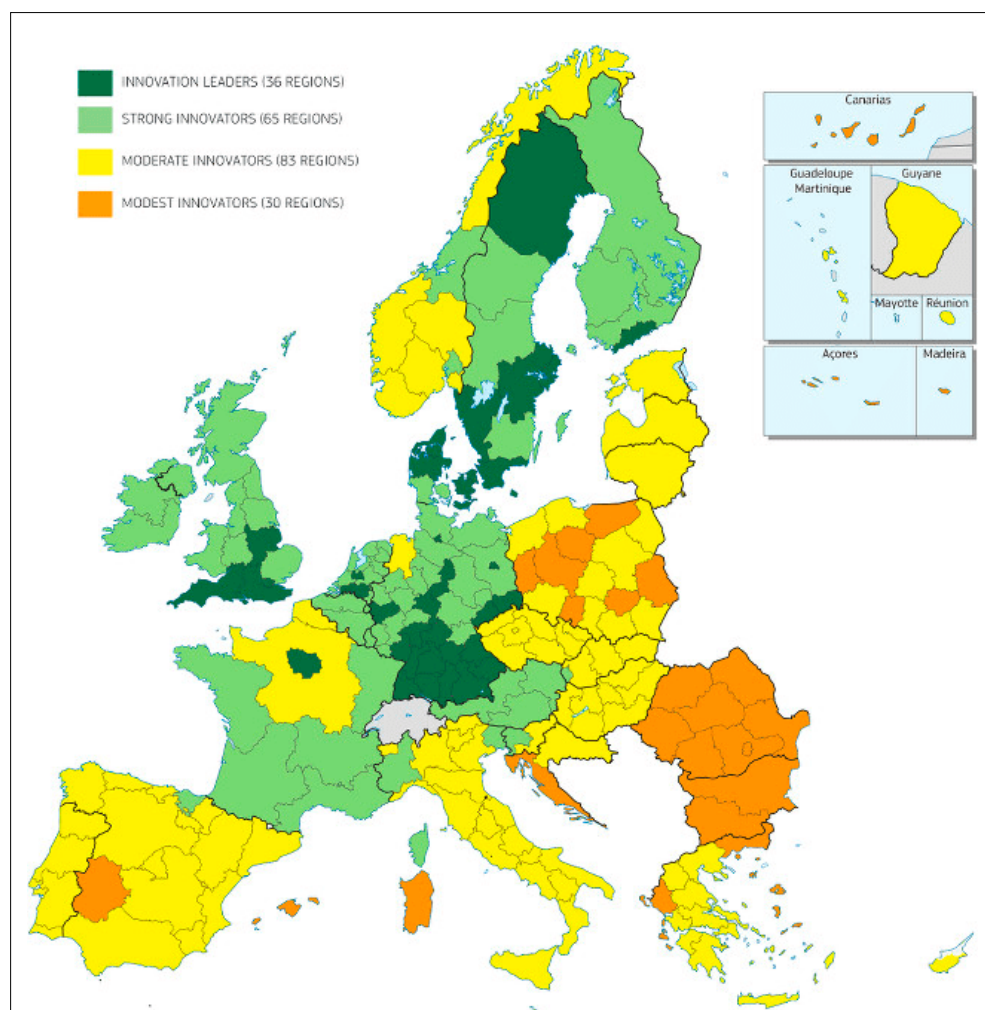 INNOVATION LEADERS (36 REGIONS)
STRONG INNOVATORS (65 REGIONS)
MODERATE INNOVATORS (83 REGIONS)
MODEST INNOVATORS (30 REGIONS)
Canarias
Guadeloupe
Martinique
Guyane
Mayotte
Réunion
Açores
Madeira